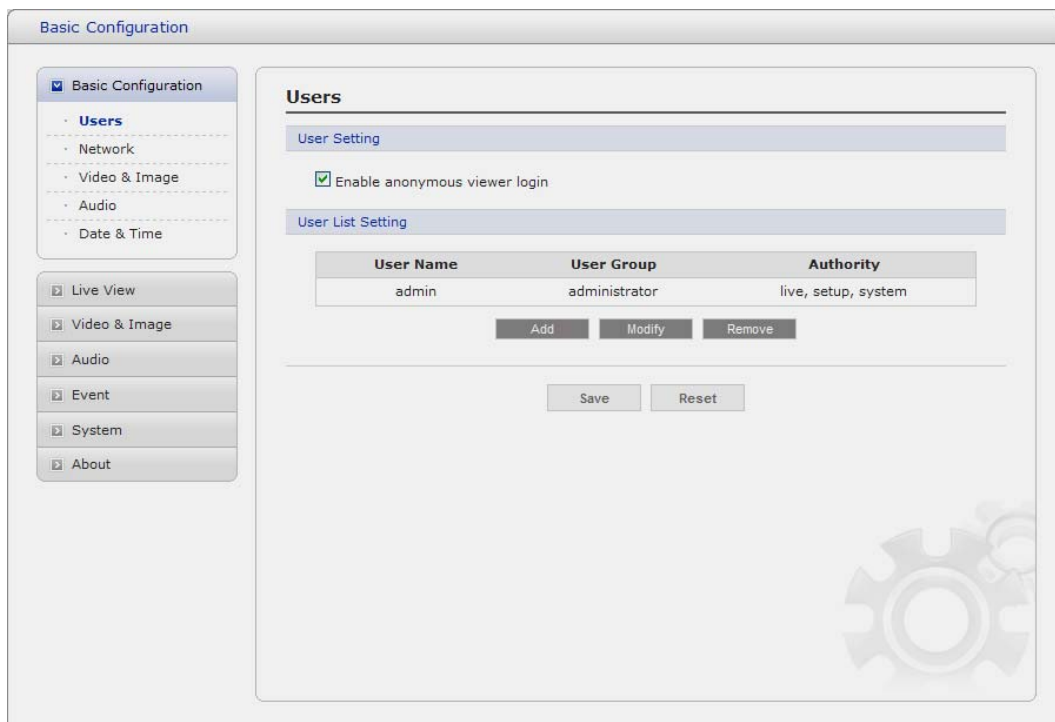 Basic Configuration
Basic Configuration
Users
Network
Video & Image
Audio
Date & Time
Live View
Video & Image
Audio
Event
System
About
Users
User Setting
Enable anonymous viewer login
User List Setting
User Name User Group Authority
admin administrator live, setup, system
Add Modify Remove
Save Reset